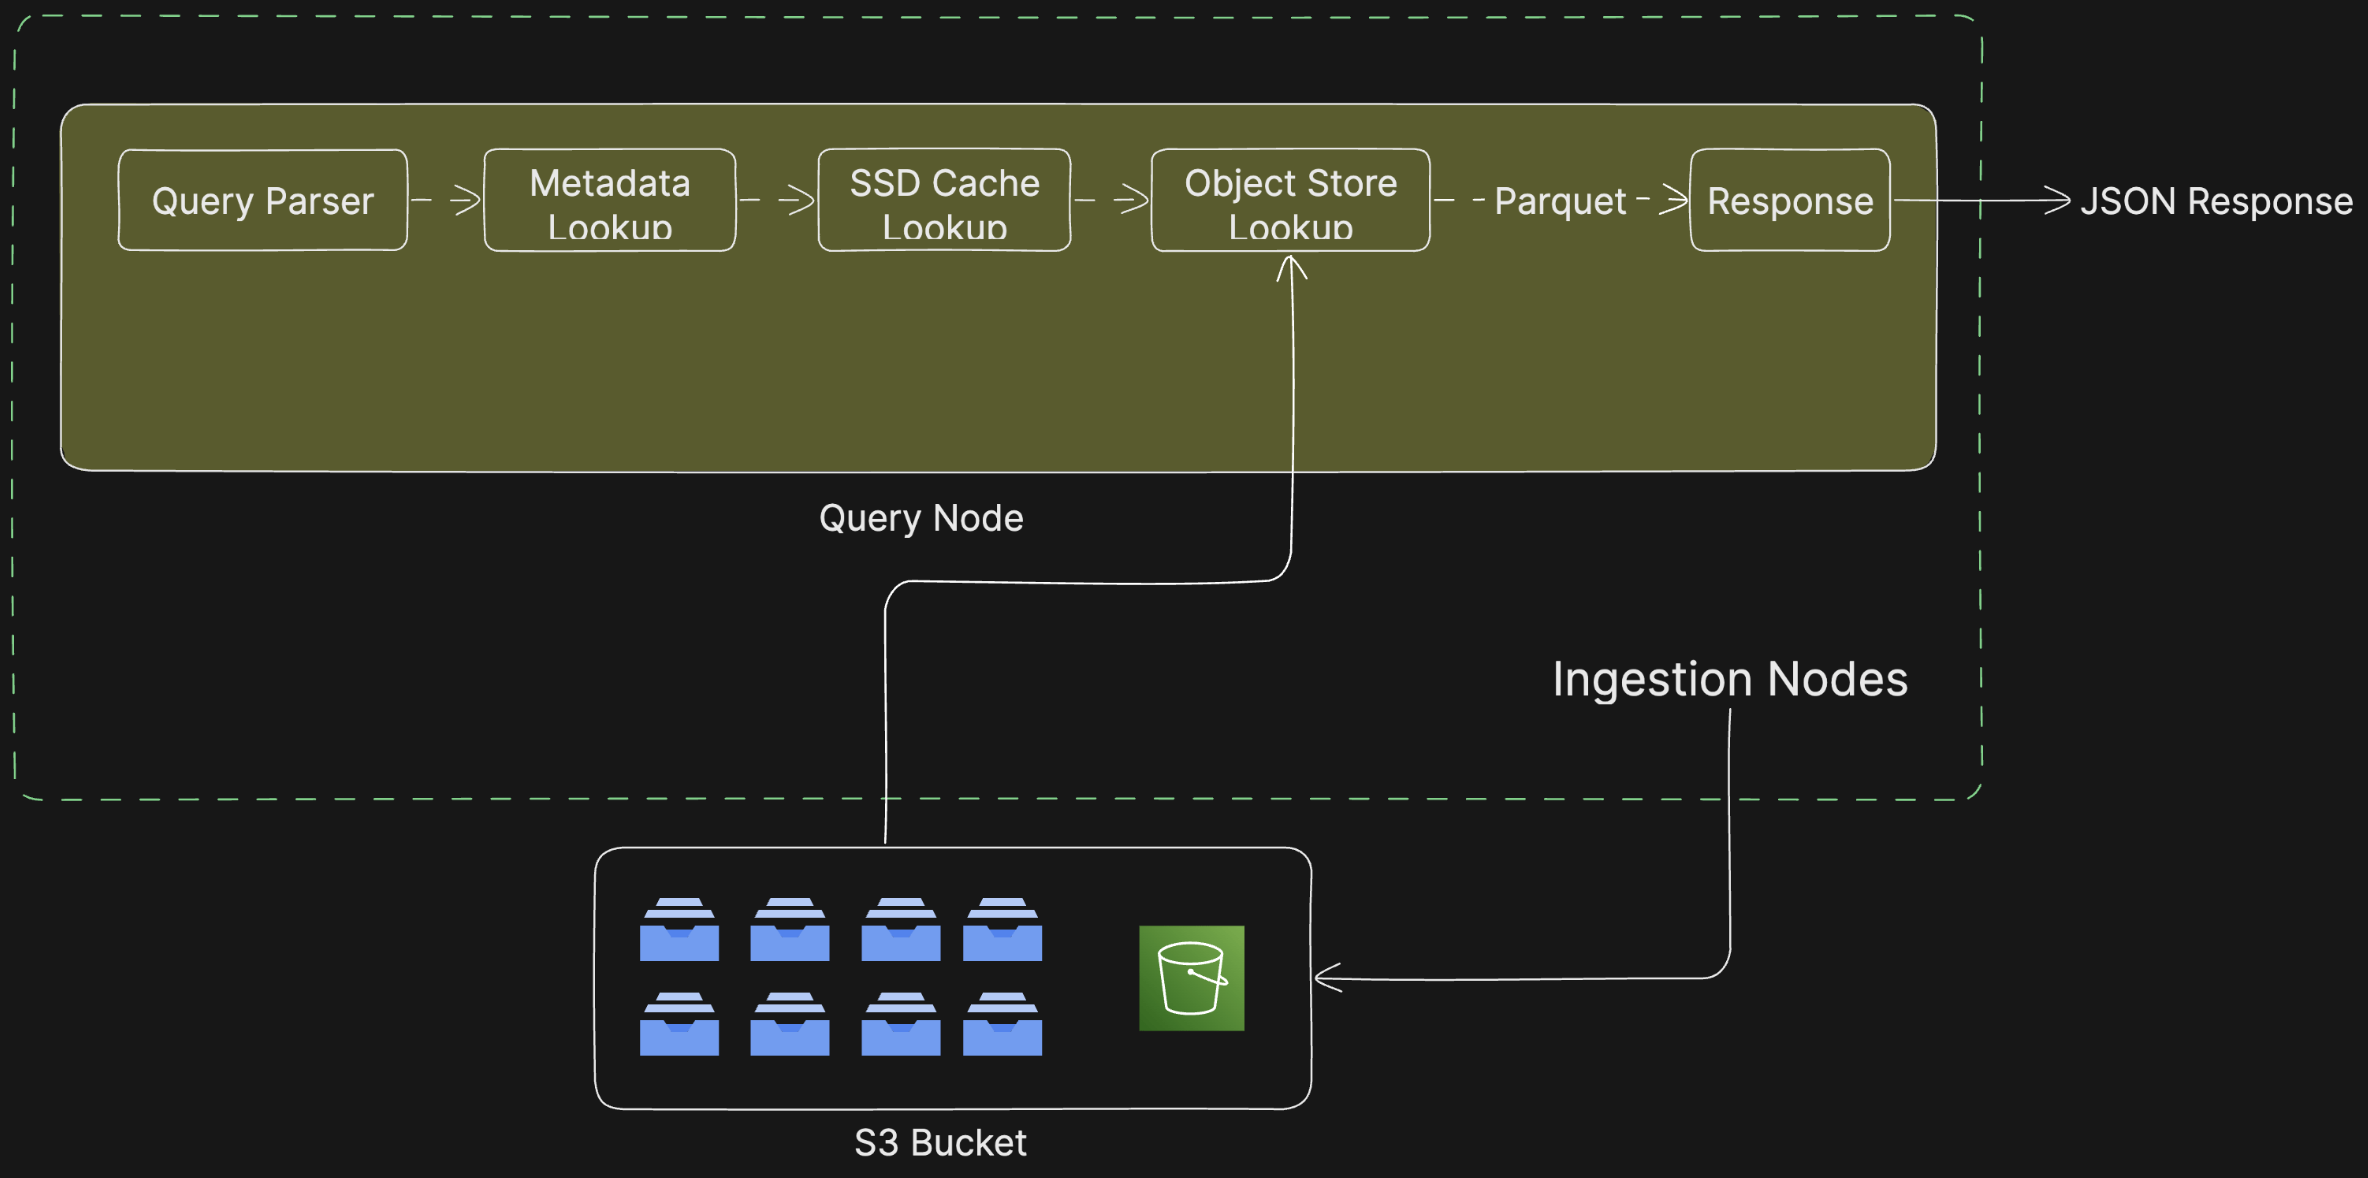 Query Parser
Metadata
Lookup
SSD Cache
Lookup
Object Store
Lookup
Parquet
Response
JSON Response
Query Node
Ingestion Nodes
S3 Bucket